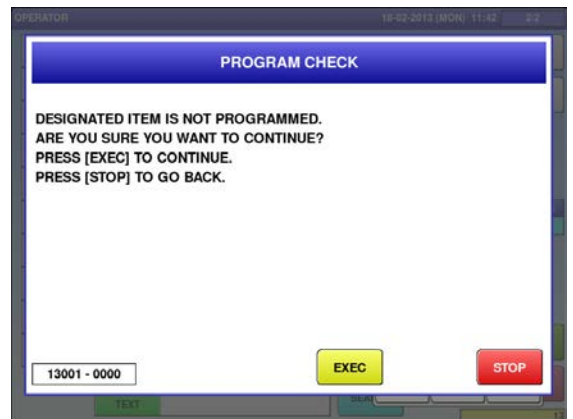 OPERATOR 18-02-2013 (MON) 11:42 2/2
PROGRAM CHECK
DESIGNATED ITEM IS NOT PROGRAMMED.
ARE YOU SURE YOU WANT TO CONTINUE?
PRESS [EXEC] TO CONTINUE.
PRESS [STOP] TO GO BACK.
13001 - 0000
EXEC
STOP
TEXT